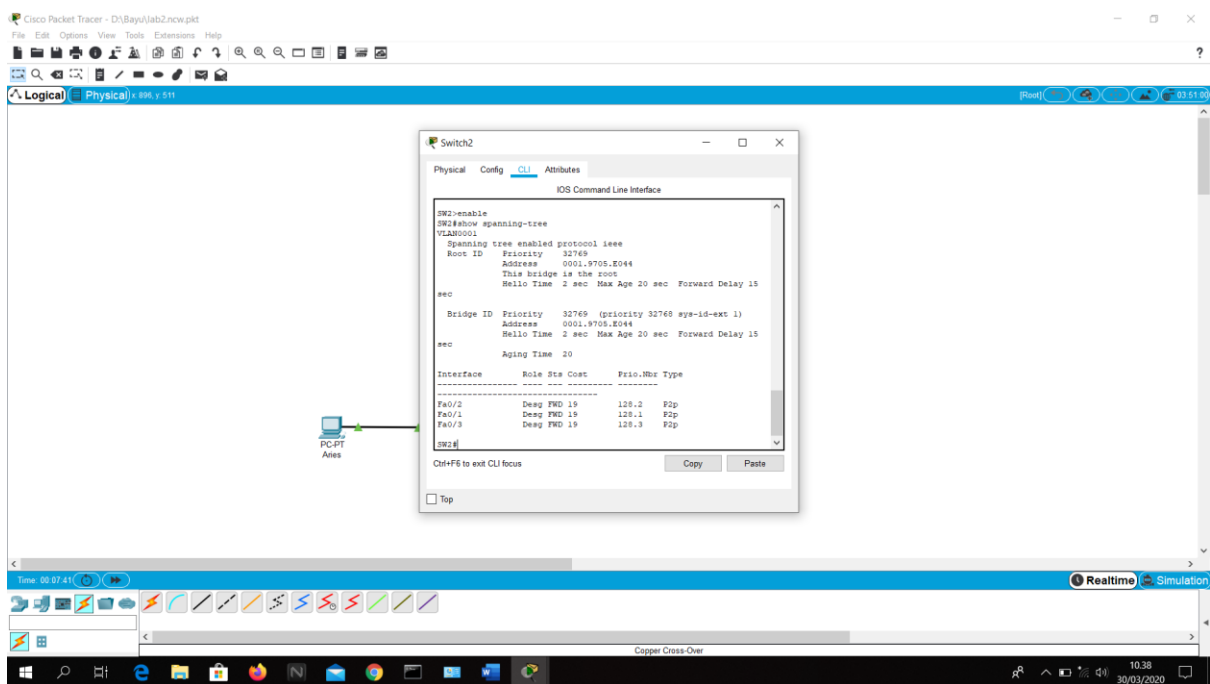 Cisco Packet Tracer - D:\Bayu\lab2.ncw.pkt
File Edit Options View Tools Extensions Help
?
Logical Physical x: 896, y: 511 [Root] 03:51:00
Switch2
Physical Config CLI Attributes
IOS Command Line Interface
SW2>enable
SW2#show spanning-tree
VLAN0001
Spanning tree enabled protocol ieee
Root ID Priority 32769
Address 0001.9705.E044
This bridge is the root
Hello Time 2 sec Max Age 20 sec Forward Delay 15
sec
Bridge ID Priority 32769 (priority 32768 sys-id-ext 1)
Address 0001.9705.E044
Hello Time 2 sec Max Age 20 sec Forward Delay 15
sec
Aging Time 20
Interface Role Sts Cost Prio.Nbr Type
---------------- ---- --- --------- --------
--------------------------------
Fa0/2 Desg FWD 19 128.2 P2p
Fa0/1 Desg FWD 19 128.1 P2p
Fa0/3 Desg FWD 19 128.3 P2p
SW2#
PC-PT
Aries
Ctrl+F6 to exit CLI focus Copy Paste
Top
Time: 00:07:41 Realtime Simulation
Copper Cross-Over
10.38
30/03/2020